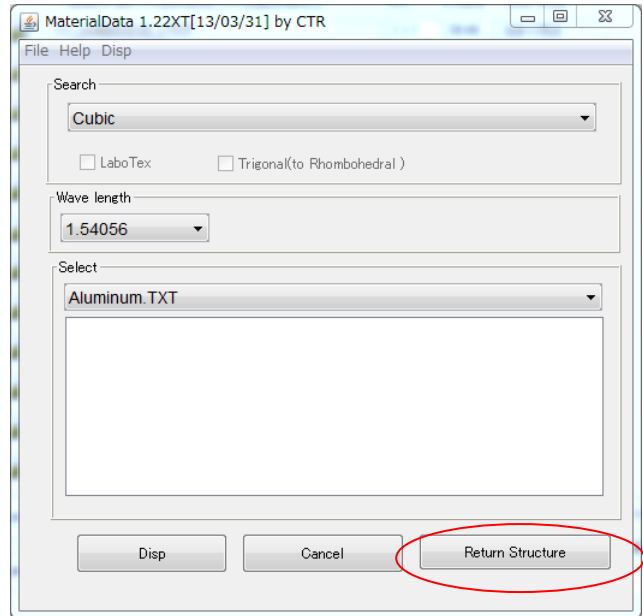 MaterialData 1.22XT[13/03/31] by CTR
File Help Disp
Search
Cubic
LaboTex Trigonal(to Rhombohedral )
Wave length
1.54056
Select
Aluminum.TXT
Disp Cancel Return Structure